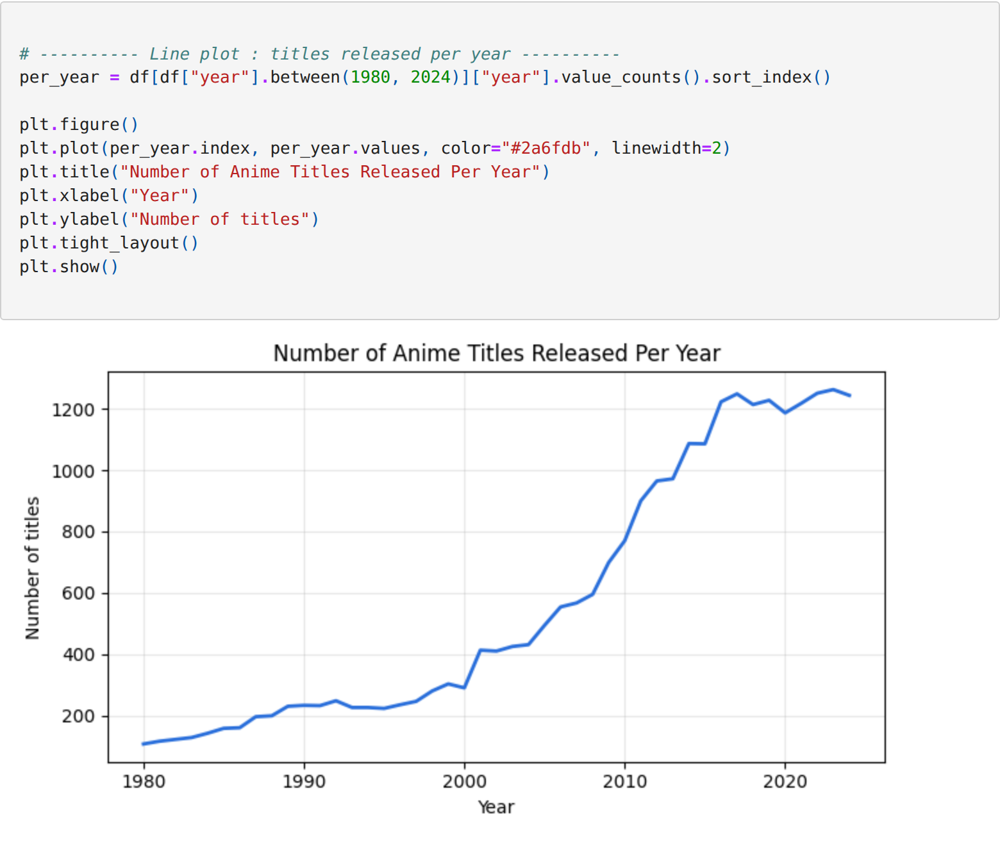 # ---------- Line plot : titles released per year ----------
per_year = df[df["year"].between(1980, 2024)]["year"].value_counts().sort_index()
plt.figure()
plt.plot(per_year.index, per_year.values, color="#2a6fdb", linewidth=2)
plt.title("Number of Anime Titles Released Per Year")
plt.xlabel("Year")
plt.ylabel("Number of titles")
plt.tight_layout()
plt.show()
Number of Anime Titles Released Per Year
Number of titles
1200
1000
800
600
400
200
1980 1990 2000 2010 2020
Year